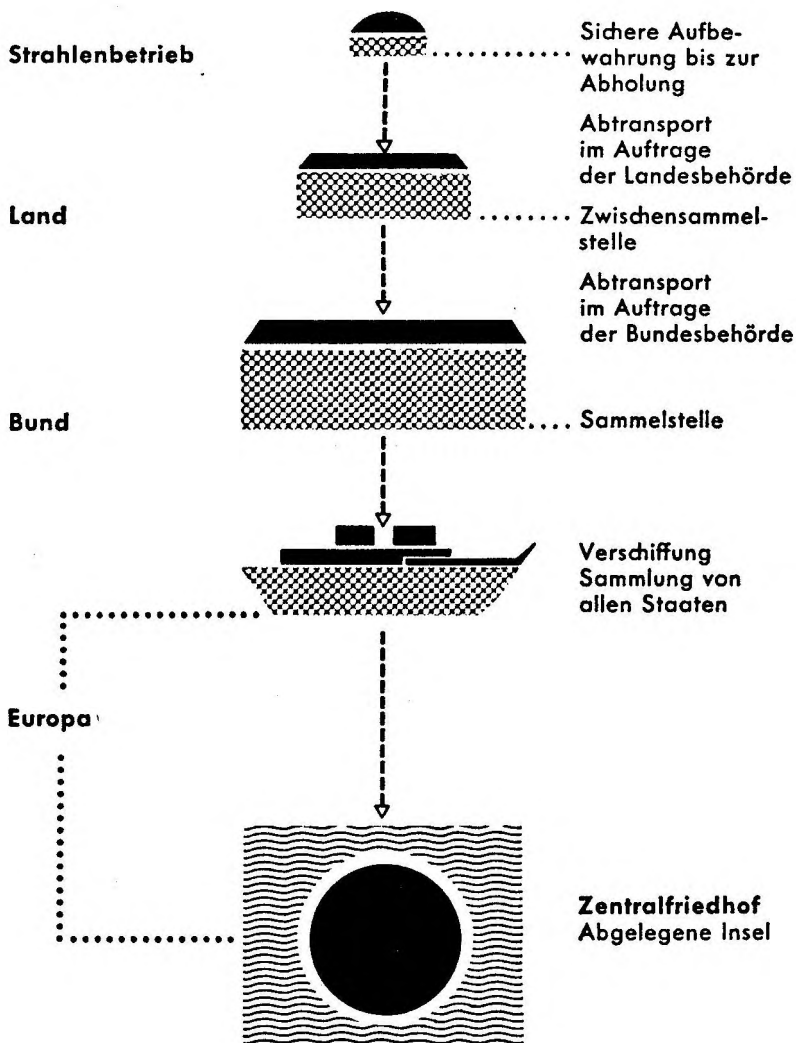 Strahlenbetrieb
Sichere Aufbe-
wahrung bis zur
Abholung
Abtransport
im Auftrage
der Landesbehörde
Land
Zwischensammel-
stelle
Abtransport
im Auftrage
der Bundesbehörde
Bund
Sammelstelle
Verschiffung
Sammlung von
allen Staaten
Europa
Zentralfriedhof
Abgelegene Insel